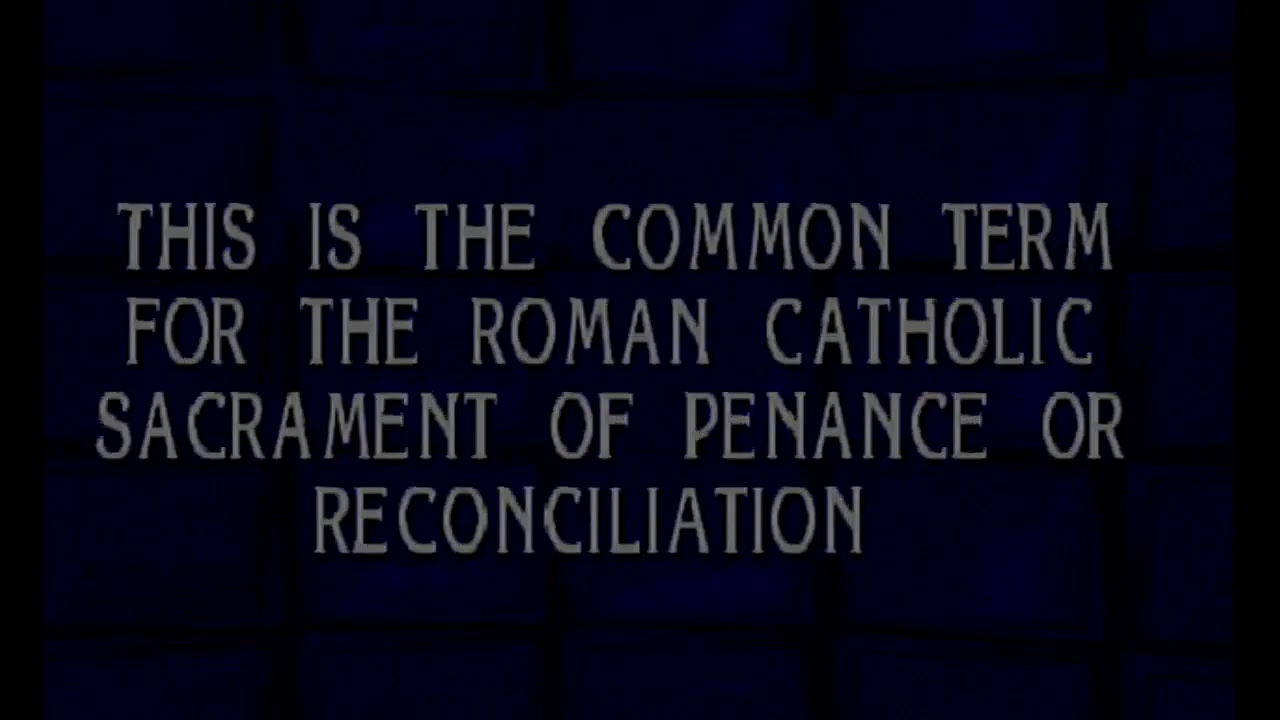 THIS IS THE COMMON TERM
FOR THE ROMAN CATHOLIC
SACRAMENT OF PENANCE OR
RECONCILIATION